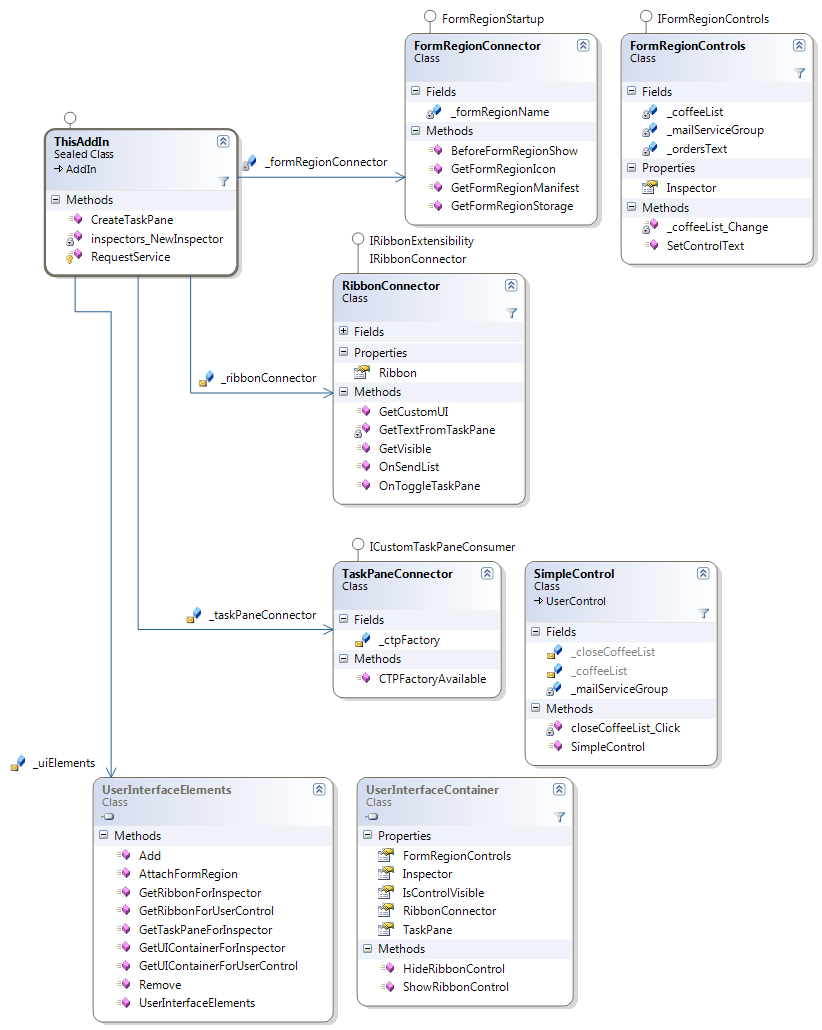 FormRegionStartup
FormRegionConnector
Class
Fields
_formRegionName
Methods
BeforeFormRegionShow
GetFormRegionIcon
GetFormRegionManifest
GetFormRegionStorage
IFormRegionControls
FormRegionControls
Class
Fields
_coffeeList
_mailServiceGroup
_ordersText
Properties
Inspector
Methods
_coffeeList_Change
SetControlText
ThisAddIn
Sealed Class
AddIn
Methods
CreateTaskPane
inspectors_NewInspector
RequestService
_formRegionConnector
IRibbonExtensibility
IRibbonConnector
RibbonConnector
Class
Fields
Properties
Ribbon
Methods
GetCustomUI
GetTextFromTaskPane
GetVisible
OnSendList
OnToggleTaskPane
_ribbonConnector
ICustomTaskPaneConsumer
TaskPaneConnector
Class
Fields
_ctpFactory
Methods
CTPFactoryAvailable
_taskPaneConnector
SimpleControl
Class
UserControl
Fields
_closeCoffeeList
_coffeeList
_mailServiceGroup
Methods
closeCoffeeList_Click
SimpleControl
_uiElements
UserInterfaceElements
Class
Methods
Add
AttachFormRegion
GetRibbonForInspector
GetRibbonForUserControl
GetTaskPaneForInspector
GetUIContainerForInspector
GetUIContainerForUserControl
Remove
UserInterfaceElements
UserInterfaceContainer
Class
Properties
FormRegionControls
Inspector
IsControlVisible
RibbonConnector
TaskPane
Methods
HideRibbonControl
ShowRibbonControl